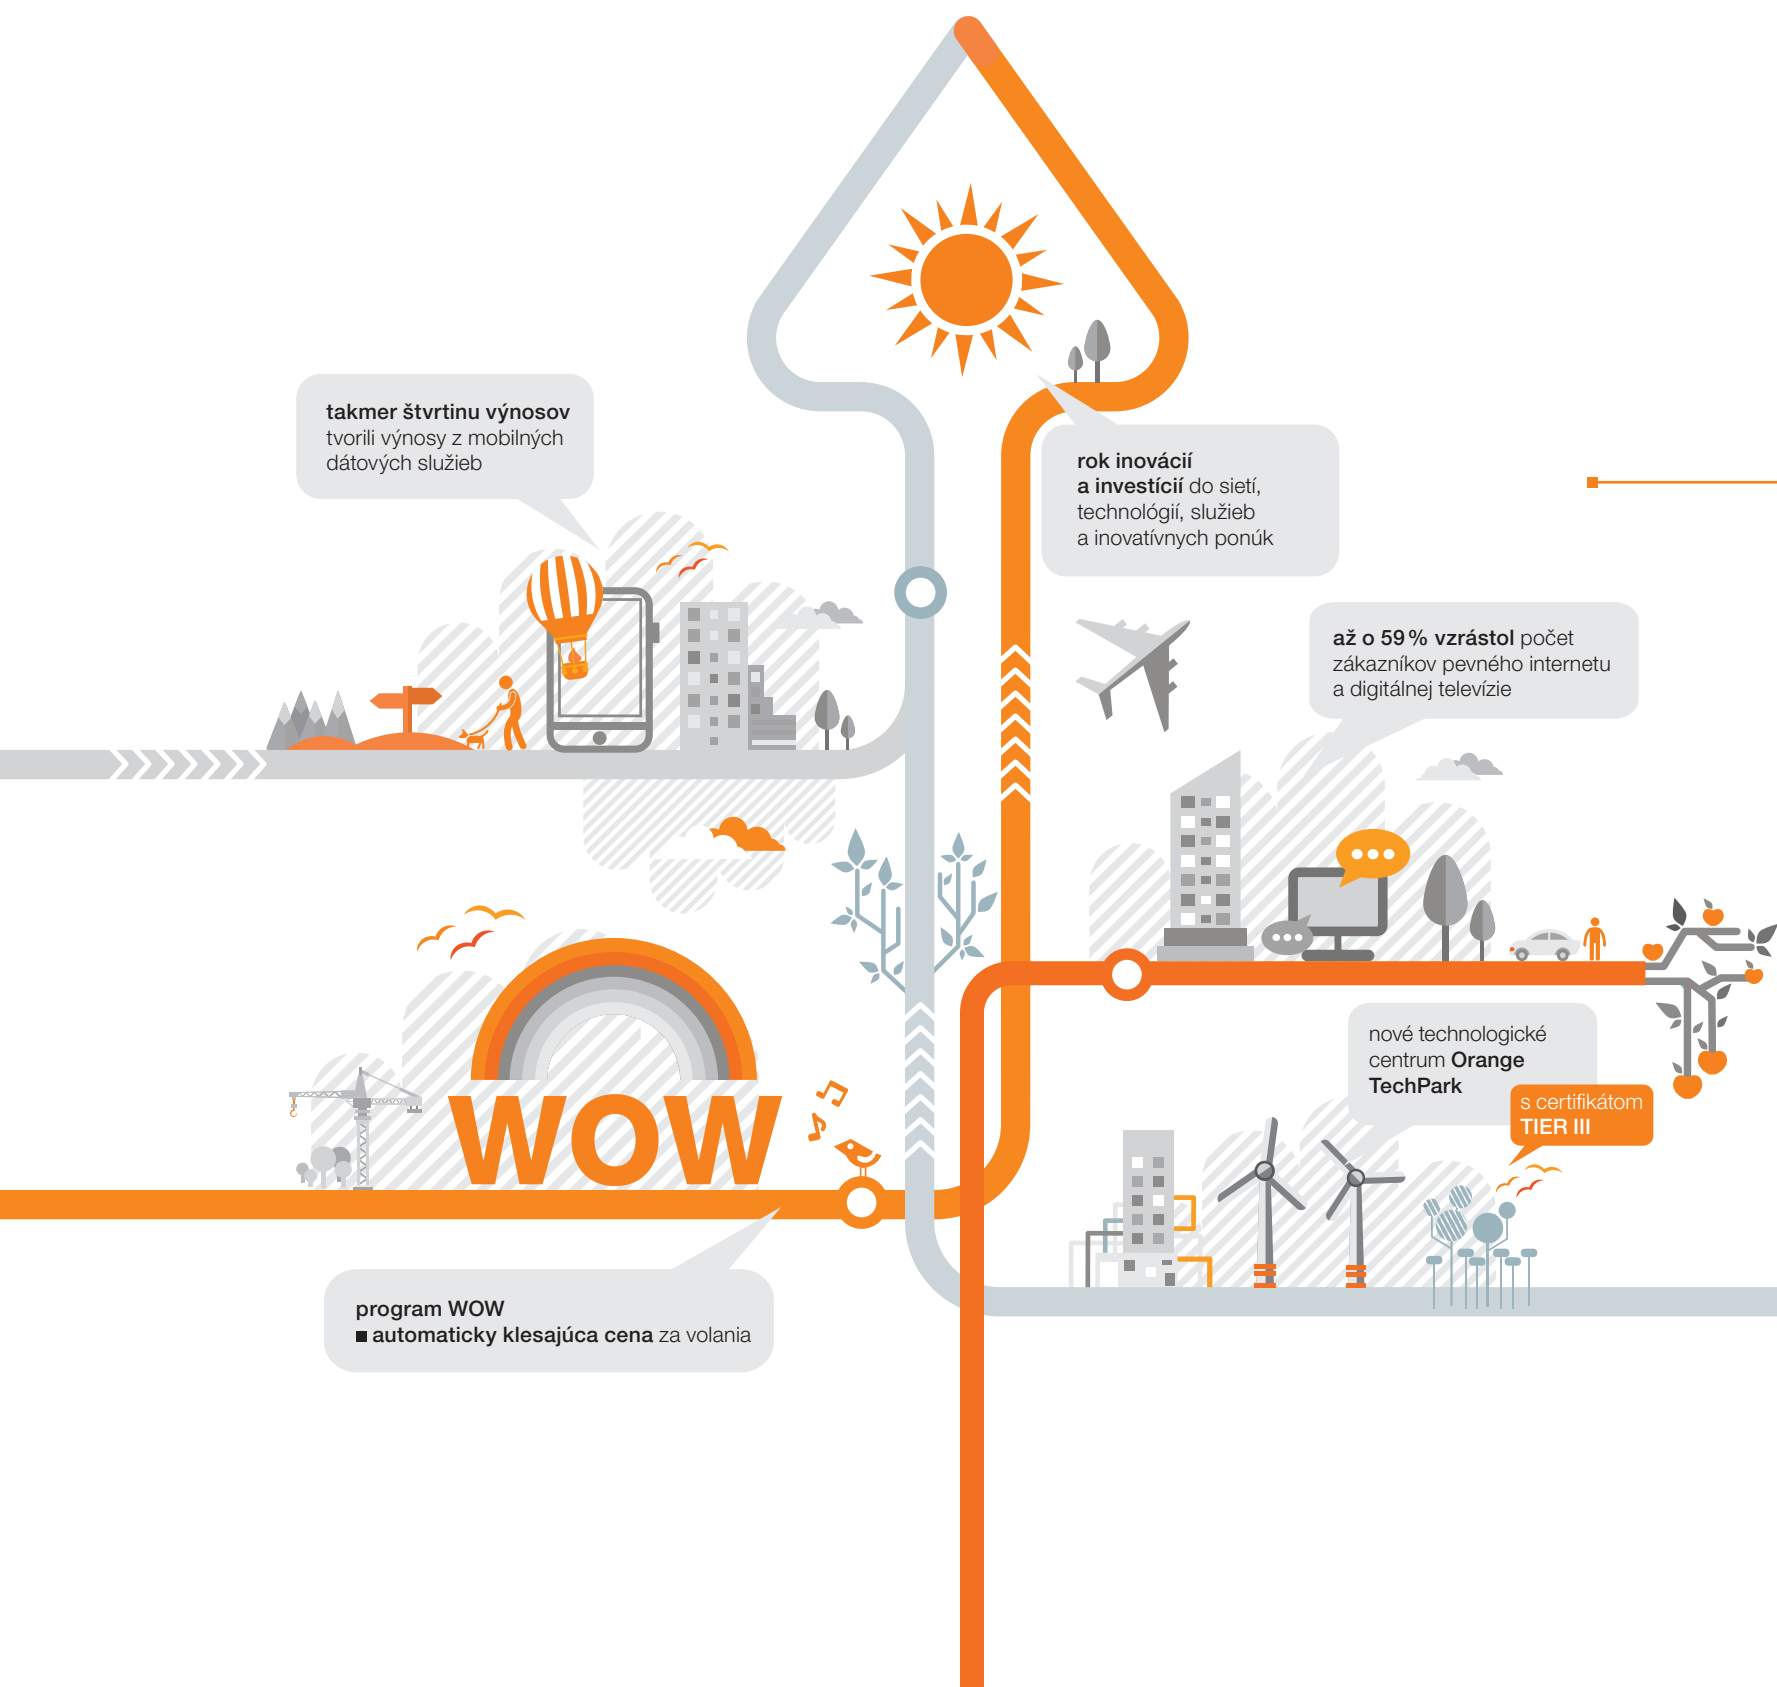 takmer štvrtinu výnosov
tvorili výnosy z mobilných
dátových služieb
rok inovácií
a investícií do sietí,
technológií, služieb
a inovatívnych ponúk
až o 59 % vzrástol počet
zákazníkov pevného internetu
a digitálnej televízie
nové technologické
centrum Orange
TechPark
s certifikátom
TIER III
WOW
program WOW
■ automaticky klesajúca cena za volania